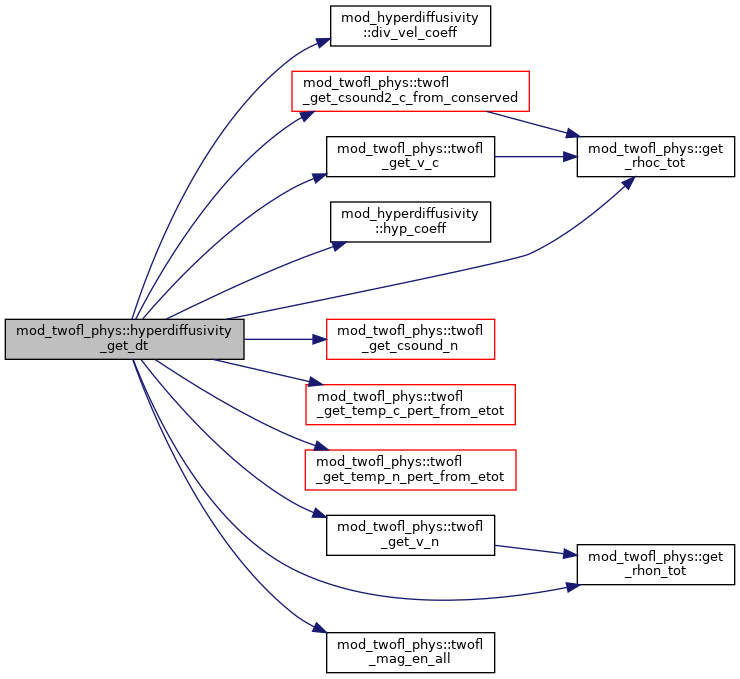 mod_hyperdiffusivity
::div_vel_coeff
mod_twofl_phys::twofl
_get_csound2_c_from_conserved
mod_twofl_phys::twofl
_get_v_c
mod_twofl_phys::get
_rhoc_tot
mod_hyperdiffusivity
::hyp_coeff
mod_twofl_phys::hyperdiffusivity
_get_dt
mod_twofl_phys::twofl
_get_csound_n
mod_twofl_phys::twofl
_get_temp_c_pert_from_etot
mod_twofl_phys::twofl
_get_temp_n_pert_from_etot
mod_twofl_phys::twofl
_get_v_n
mod_twofl_phys::get
_rhon_tot
mod_twofl_phys::twofl
_mag_en_all